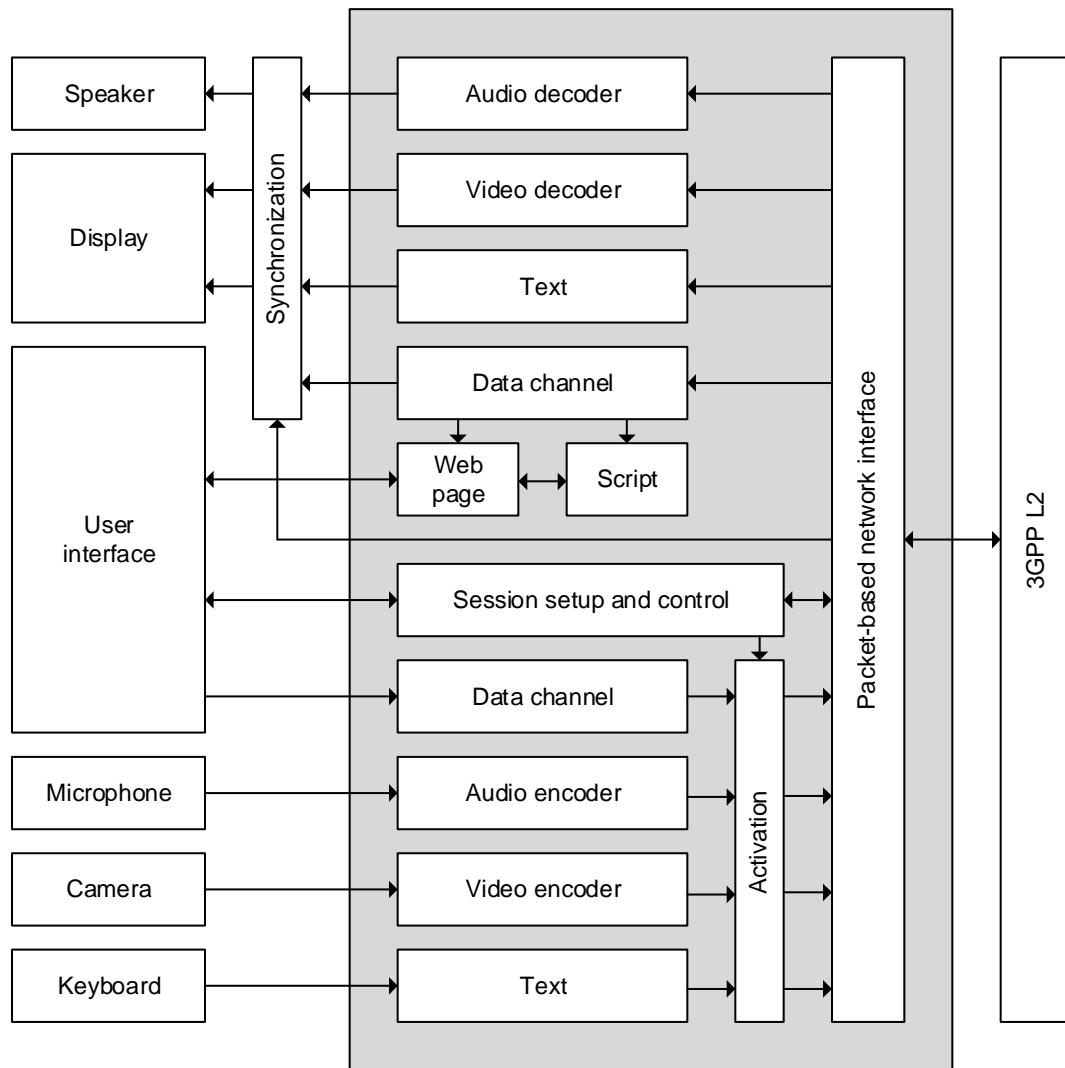 Speaker
Audio decoder
Video decoder
Display
Synchronization
Text
Data channel
Web
page
Script
User
interface
Packet-based network interface
3GPP L2
Session setup and control
Data channel
Microphone
Audio encoder
Activation
Camera
Video encoder
Keyboard
Text